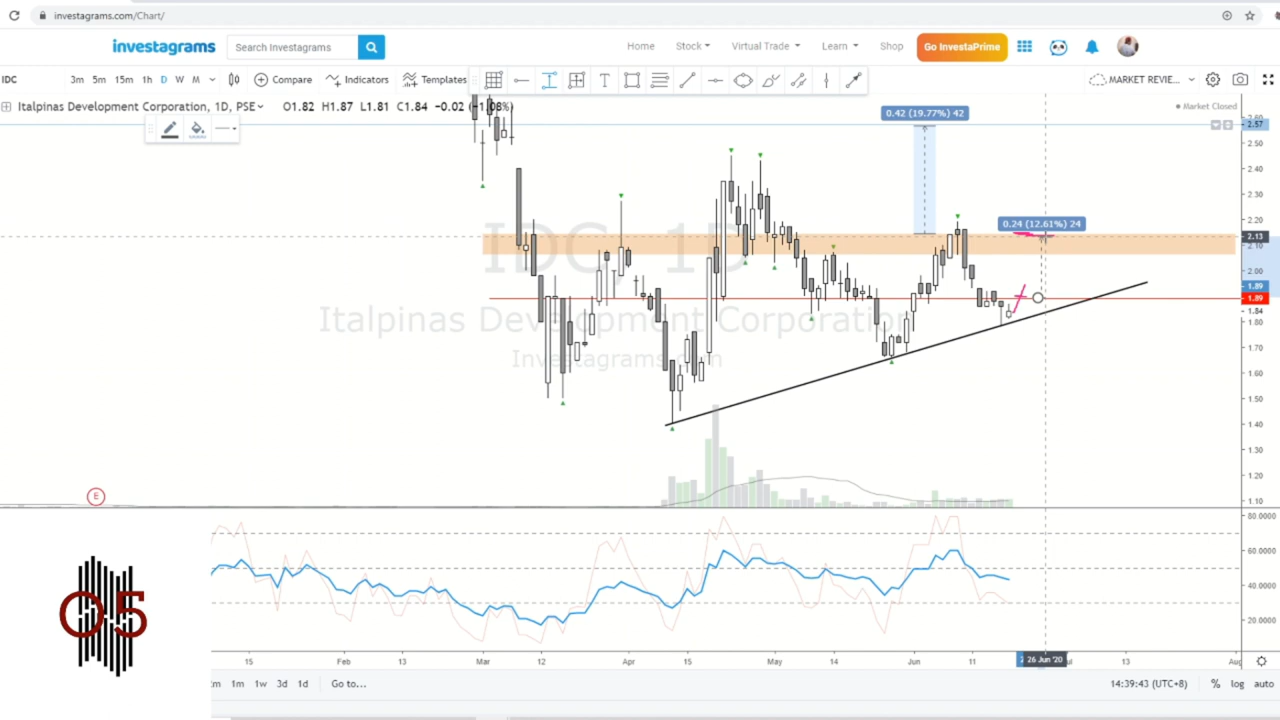 investagrams.com/Chart/
investagrams
Search Investagrams
Home
Stock
Virtual Trade
Learn
Shop
Go InvestaPrime
IDC
3m 5m 15m 1h D W M
Compare
Indicators
Templates
T
MARKET REVIE...
Italpinas Development Corporation, 1D, PSE
O1.82 H1.87 L1.81 C1.84 -0.02 (-1.08%)
Market Closed
0.42 (19.77%) 42
0.24 (12.61%) 24
IDC, 1D
Italpinas Development Corporation
Investagrams.com
2.60
2.57
2.50
2.40
2.30
2.20
2.13
2.10
2.00
1.89
1.89
1.84
1.80
1.70
1.60
1.50
1.40
1.30
1.20
1.10
E
80.0000
60.0000
40.0000
20.0000
O5
15 Feb 13 Mar 12 Apr 15 May 14 Jun 11 26 Jun '20 13 Aug
1m 1w 3d 1d Go to...
14:39:43 (UTC+8) % log auto